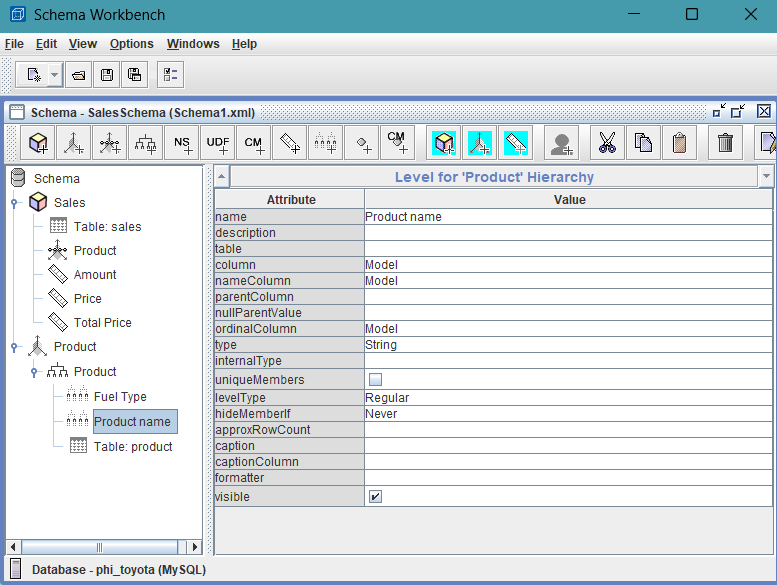 Schema Workbench
File Edit View Options Windows Help
Schema - SalesSchema (Schema1.xml)
NS UDF CM CM
Schema
Sales
Table: sales
Product
Amount
Price
Total Price
Product
Product
Fuel Type
Product name
Table: product
Level for 'Product' Hierarchy
Attribute Value
name Product name
description
table
column Model
nameColumn Model
parentColumn
nullParentValue
ordinalColumn Model
type String
internalType
uniqueMembers
levelType Regular
hideMemberIf Never
approxRowCount
caption
captionColumn
formatter
visible
Database - phi_toyota (MySQL)